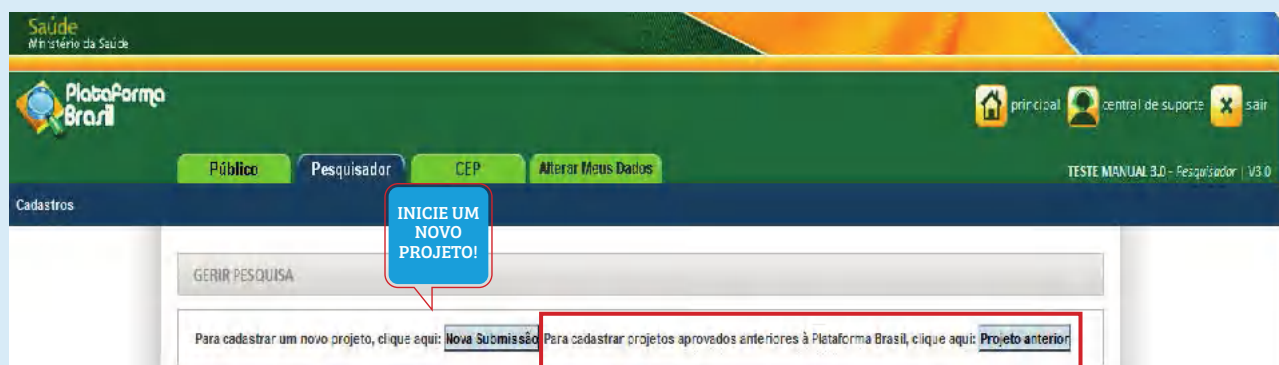 Saúde
Ministério da Saúde
Plataforma
Brasil
principal central de suporte sair
Público Pesquisador CEP Alterar Meus Dados
TESTE MANUAL 3.0 - Pesquisador | V3.0
Cadastros
INICIE UM
NOVO
PROJETO!
GERIR PESQUISA
Para cadastrar um novo projeto, clique aqui: Nova Submissão Para cadastrar projetos aprovados anteriores à Plataforma Brasil, clique aqui: Projeto anterior